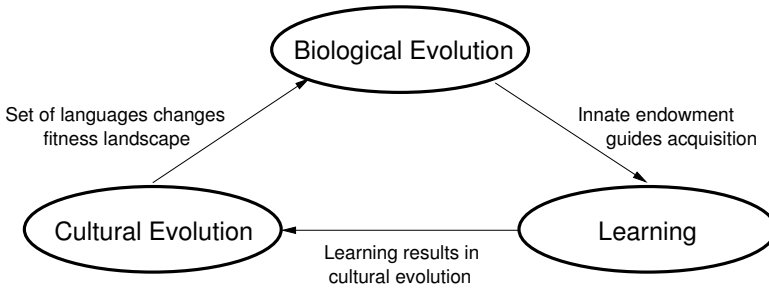 Biological Evolution
Set of languages changes
fitness landscape
Innate endowment
guides acquisition
Cultural Evolution
Learning
Learning results in
cultural evolution